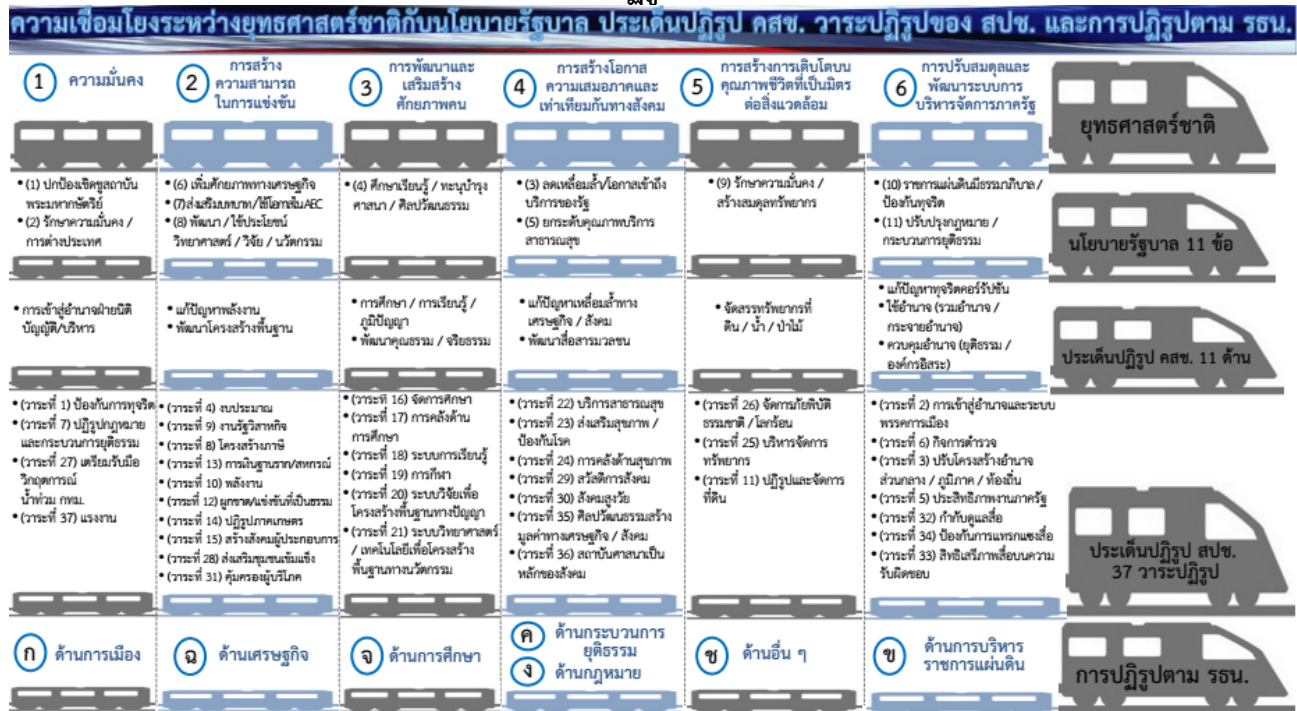 ความเชื่อมโยงระหว่างยุทธศาสตร์ชาติกับนโยบายรัฐบาล ประเด็นปฏิรูป คสช. วาระปฏิรูปของ สปช. และการปฏิรูปตาม รธน.
1 ความมั่นคง
2 การสร้าง
ความสามารถ
ในการแข่งขัน
3 การพัฒนาและ
เสริมสร้าง
ศักยภาพคน
4 การสร้างโอกาส
ความเสมอภาคและ
เท่าเทียมกันทางสังคม
5 การสร้างการเติบโตบน
คุณภาพชีวิตที่เป็นมิตร
ต่อสิ่งแวดล้อม
6 การปรับสมดุลและ
พัฒนาระบบการ
บริหารจัดการภาครัฐ
ยุทธศาสตร์ชาติ
• (1) ปกป้องเชิดชูสถาบัน
พระมหากษัตริย์
• (2) รักษาความมั่นคง /
การต่างประเทศ
• (6) เพิ่มศักยภาพทางเศรษฐกิจ
• (7)ส่งเสริมบทบาท/ใช้โอกาสในAEC
• (8) พัฒนา / ใช้ประโยชน์
วิทยาศาสตร์ / วิจัย / นวัตกรรม
• (4) ศึกษาเรียนรู้ / ทะนุบำรุง
ศาสนา / ศิลปวัฒนธรรม
• (3) ลดเหลื่อมล้ำ/โอกาสเข้าถึง
บริการของรัฐ
• (5) ยกระดับคุณภาพบริการ
สาธารณสุข
• (9) รักษาความมั่นคง /
สร้างสมดุลทรัพยากร
• (10) ราชการแผ่นดินมีธรรมาภิบาล /
ป้องกันทุจริต
• (11) ปรับปรุงกฎหมาย /
กระบวนการยุติธรรม
นโยบายรัฐบาล 11 ข้อ
• การเข้าสู่อำนาจฝ่ายนิติ
บัญญัติ/บริหาร
• แก้ปัญหาพลังงาน
• พัฒนาโครงสร้างพื้นฐาน
• การศึกษา / การเรียนรู้ /
ภูมิปัญญา
• พัฒนาคุณธรรม / จริยธรรม
• แก้ปัญหาเหลื่อมล้ำทาง
เศรษฐกิจ / สังคม
• พัฒนาสื่อสารมวลชน
• จัดสรรทรัพยากรที่
ดิน / น้ำ / ป่าไม้
• แก้ปัญหาทุจริตคอร์รัปชัน
• ใช้อำนาจ (รวมอำนาจ /
กระจายอำนาจ)
• ควบคุมอำนาจ (ยุติธรรม /
องค์กรอิสระ)
ประเด็นปฏิรูป คสช. 11 ด้าน
• (วาระที่ 1) ป้องกันการทุจริต
• (วาระที่ 7) ปฏิรูปกฎหมาย
และกระบวนการยุติธรรม
• (วาระที่ 27) เตรียมรับมือ
วิกฤตการณ์
น้ำท่วม กทม.
• (วาระที่ 37) แรงงาน
• (วาระที่ 4) งบประมาณ
• (วาระที่ 9) งานรัฐวิสาหกิจ
• (วาระที่ 8) โครงสร้างภาษี
• (วาระที่ 13) การเงินฐานราก/สหกรณ์
• (วาระที่ 10) พลังงาน
• (วาระที่ 12) ผูกขาด/แข่งขันที่เป็นธรรม
• (วาระที่ 14) ปฏิรูปภาคเกษตร
• (วาระที่ 15) สร้างสังคมผู้ประกอบการ
• (วาระที่ 28) ส่งเสริมชุมชนเข้มแข็ง
• (วาระที่ 31) คุ้มครองผู้บริโภค
• (วาระที่ 16) จัดการศึกษา
• (วาระที่ 17) การคลังด้าน
การศึกษา
• (วาระที่ 18) ระบบการเรียนรู้
• (วาระที่ 19) การกีฬา
• (วาระที่ 20) ระบบวิจัยเพื่อ
โครงสร้างพื้นฐานทางปัญญา
• (วาระที่ 21) ระบบวิทยาศาสตร์
/ เทคโนโลยีเพื่อโครงสร้าง
พื้นฐานทางนวัตกรรม
• (วาระที่ 22) บริการสาธารณสุข
• (วาระที่ 23) ส่งเสริมสุขภาพ /
ป้องกันโรค
• (วาระที่ 24) การคลังด้านสุขภาพ
• (วาระที่ 29) สวัสดิการสังคม
• (วาระที่ 30) สังคมสูงวัย
• (วาระที่ 35) ศิลปวัฒนธรรมสร้าง
มูลค่าทางเศรษฐกิจ / สังคม
• (วาระที่ 36) สถาบันศาสนาเป็น
หลักของสังคม
• (วาระที่ 26) จัดการภัยพิบัติ
ธรรมชาติ / โลกร้อน
• (วาระที่ 25) บริหารจัดการ
ทรัพยากร
• (วาระที่ 11) ปฏิรูปและจัดการ
ที่ดิน
• (วาระที่ 2) การเข้าสู่อำนาจและระบบ
พรรคการเมือง
• (วาระที่ 6) กิจการตำรวจ
• (วาระที่ 3) ปรับโครงสร้างอำนาจ
ส่วนกลาง / ภูมิภาค / ท้องถิ่น
• (วาระที่ 5) ประสิทธิภาพงานภาครัฐ
• (วาระที่ 32) กำกับดูแลสื่อ
• (วาระที่ 34) ป้องกันการแทรกแซงสื่อ
• (วาระที่ 33) สิทธิเสรีภาพสื่อบนความ
รับผิดชอบ
ประเด็นปฏิรูป สปช.
37 วาระปฏิรูป
ก ด้านการเมือง
ฉ ด้านเศรษฐกิจ
จ ด้านการศึกษา
ค ด้านกระบวนการ
ยุติธรรม
ง ด้านกฎหมาย
ช ด้านอื่น ๆ
ข ด้านการบริหาร
ราชการแผ่นดิน
การปฏิรูปตาม รธน.